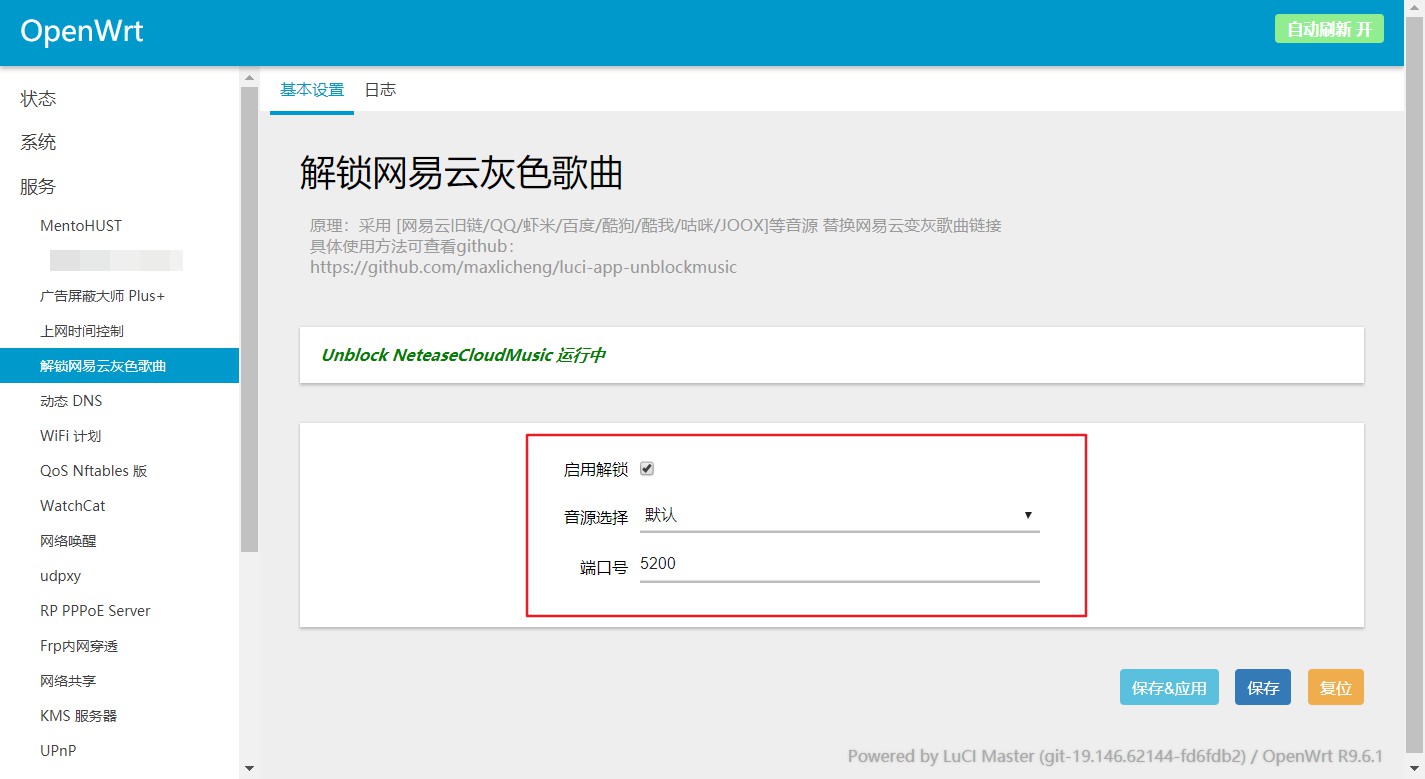 OpenWrt
自动刷新 开
状态
系统
服务
MentoHUST
广告屏蔽大师 Plus+
上网时间控制
解锁网易云灰色歌曲
动态 DNS
WiFi 计划
QoS Nftables 版
WatchCat
网络唤醒
udpxy
RP PPPoE Server
Frp内网穿透
网络共享
KMS 服务器
UPnP
基本设置 日志
解锁网易云灰色歌曲
原理：采用 [网易云旧链/QQ/虾米/百度/酷狗/酷我/咕咪/JOOX]等音源 替换网易云变灰歌曲链接
具体使用方法可查看github：
https://github.com/maxlicheng/luci-app-unblockmusic
Unblock NeteaseCloudMusic 运行中
启用解锁
音源选择 默认
端口号 5200
保存&应用 保存 复位
Powered by LuCI Master (git-19.146.62144-fd6fdb2) / OpenWrt R9.6.1